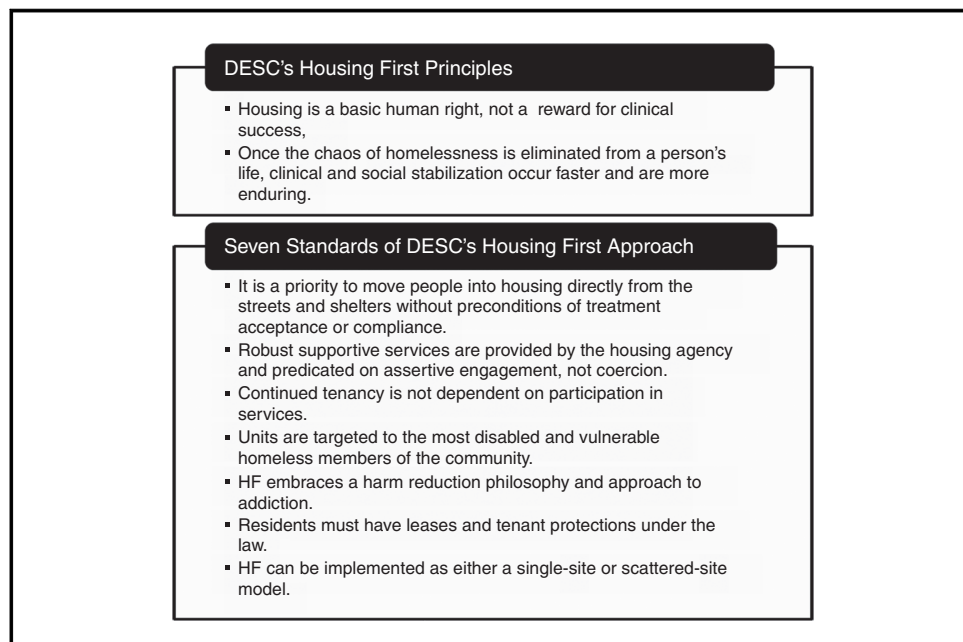 DESC's Housing First Principles
▪ Housing is a basic human right, not a reward for clinical
success,
▪ Once the chaos of homelessness is eliminated from a person's
life, clinical and social stabilization occur faster and are more
enduring.
Seven Standards of DESC's Housing First Approach
▪ It is a priority to move people into housing directly from the
streets and shelters without preconditions of treatment
acceptance or compliance.
▪ Robust supportive services are provided by the housing agency
and predicated on assertive engagement, not coercion.
▪ Continued tenancy is not dependent on participation in
services.
▪ Units are targeted to the most disabled and vulnerable
homeless members of the community.
▪ HF embraces a harm reduction philosophy and approach to
addiction.
▪ Residents must have leases and tenant protections under the
law.
▪ HF can be implemented as either a single-site or scattered-site
model.